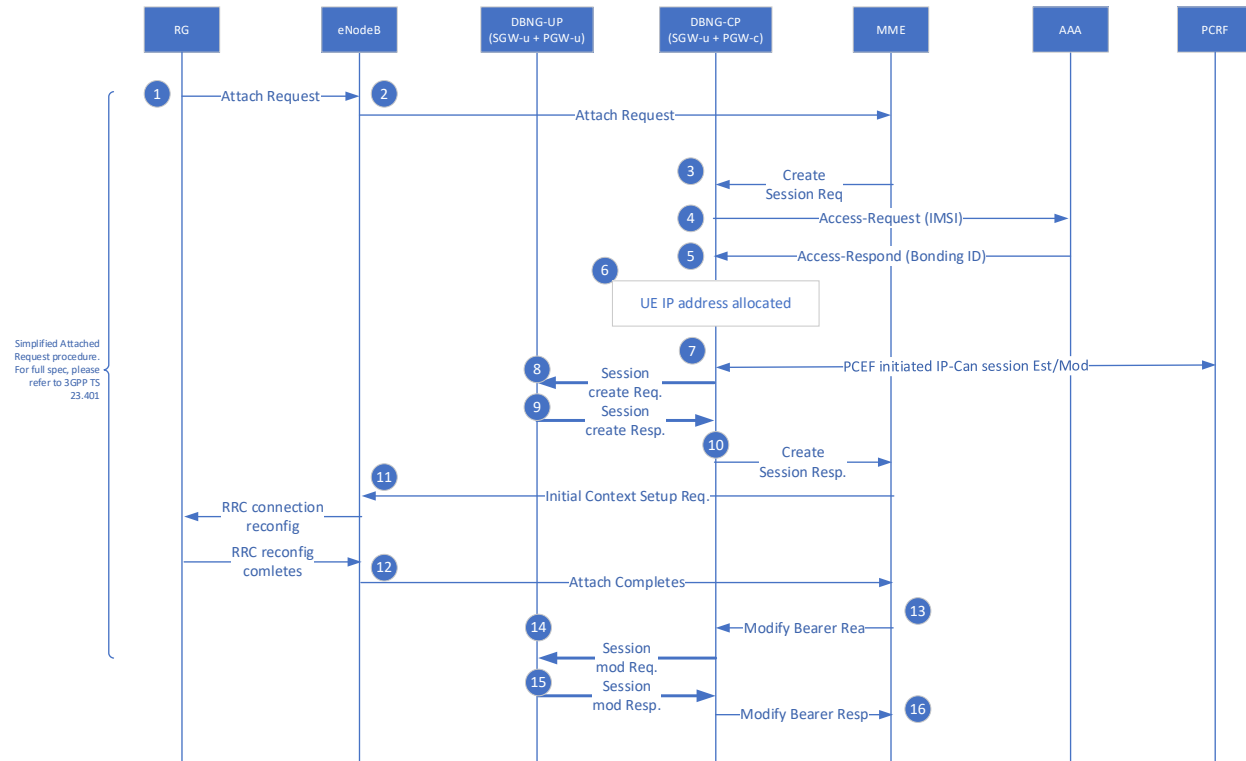 RG
eNodeB
DBNG-UP
(SGW-u + PGW-u)
DBNG-CP
(SGW-u + PGW-c)
MME
AAA
PCRF
1
Attach Request
2
Attach Request
3
Create
Session Req
4
Access-Request (IMSI)
5
Access-Respond (Bonding ID)
6
UE IP address allocated
Simplified Attached
Request procedure.
For full spec, please
refer to 3GPP TS
23.401
7
PCEF initiated IP-Can session Est/Mod
8
Session
create Req.
9
Session
create Resp.
10
Create
Session Resp.
11
Initial Context Setup Req.
RRC connection
reconfig
RRC reconfig
comletes
12
Attach Completes
13
Modify Bearer Rea
14
Session
mod Req.
15
Session
mod Resp.
Modify Bearer Resp
16